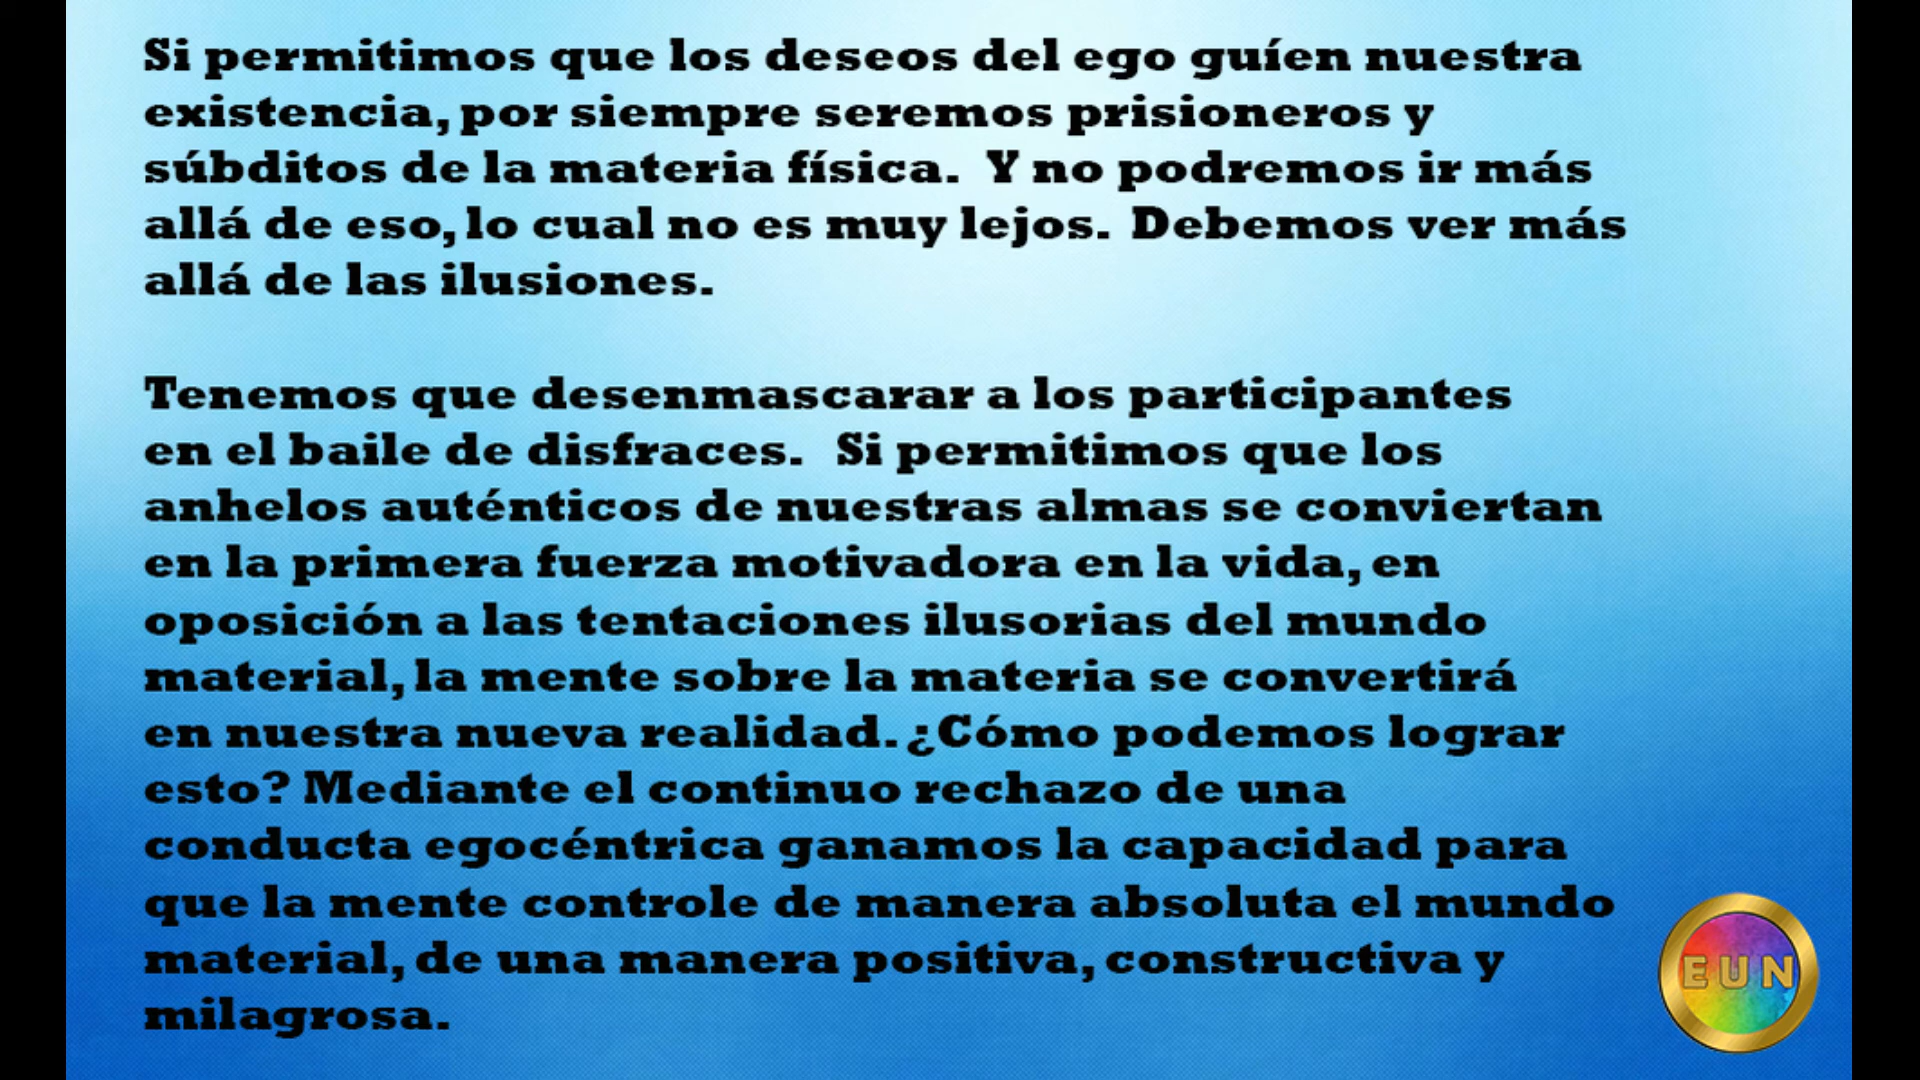 Si permitimos que los deseos del ego guíen nuestra
existencia, por siempre seremos prisioneros y
súbditos de la materia física.  Y no podremos ir más
allá de eso, lo cual no es muy lejos.  Debemos ver más
allá de las ilusiones.
Tenemos que desenmascarar a los participantes
en el baile de disfraces.   Si permitimos que los
anhelos auténticos de nuestras almas se conviertan
en la primera fuerza motivadora en la vida, en
oposición a las tentaciones ilusorias del mundo
material, la mente sobre la materia se convertirá
en nuestra nueva realidad. ¿Cómo podemos lograr
esto? Mediante el continuo rechazo de una
conducta egocéntrica ganamos la capacidad para
que la mente controle de manera absoluta el mundo
material, de una manera positiva, constructiva y
milagrosa.
EUN